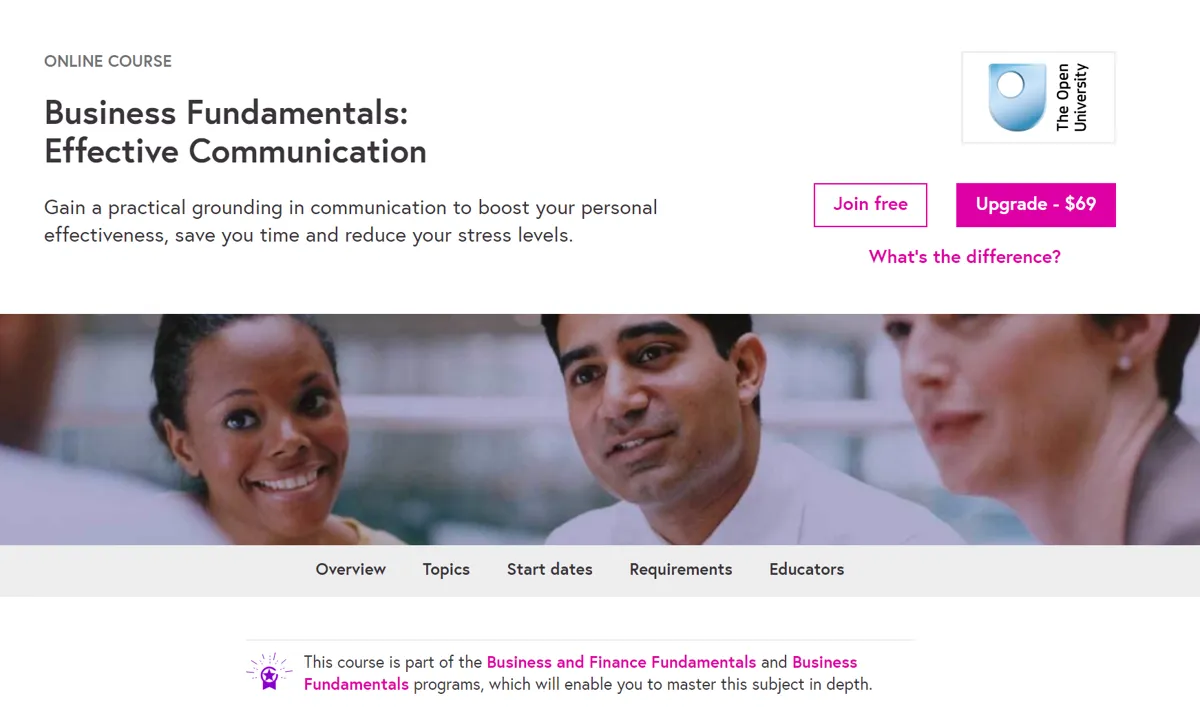 ONLINE COURSE
Business Fundamentals:
Effective Communication
Gain a practical grounding in communication to boost your personal
effectiveness, save you time and reduce your stress levels.
The Open
University
Join free
Upgrade - $69
What's the difference?
Overview
Topics
Start dates
Requirements
Educators
This course is part of the Business and Finance Fundamentals and Business
Fundamentals programs, which will enable you to master this subject in depth.